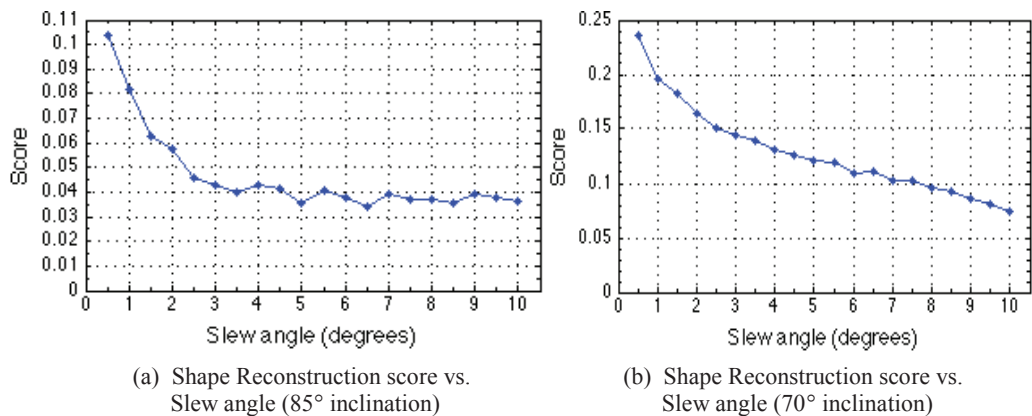 0.11
0.1
0.09
0.08
0.07
0.06
0.05
0.04
0.03
0.02
0.01
0
Score
0 1 2 3 4 5 6 7 8 9 10
Slew angle (degrees)
(a) Shape Reconstruction score vs.
Slew angle (85° inclination)
0.25
0.2
0.15
0.1
0.05
0
Score
0 1 2 3 4 5 6 7 8 9 10
Slew angle (degrees)
(b) Shape Reconstruction score vs.
Slew angle (70° inclination)